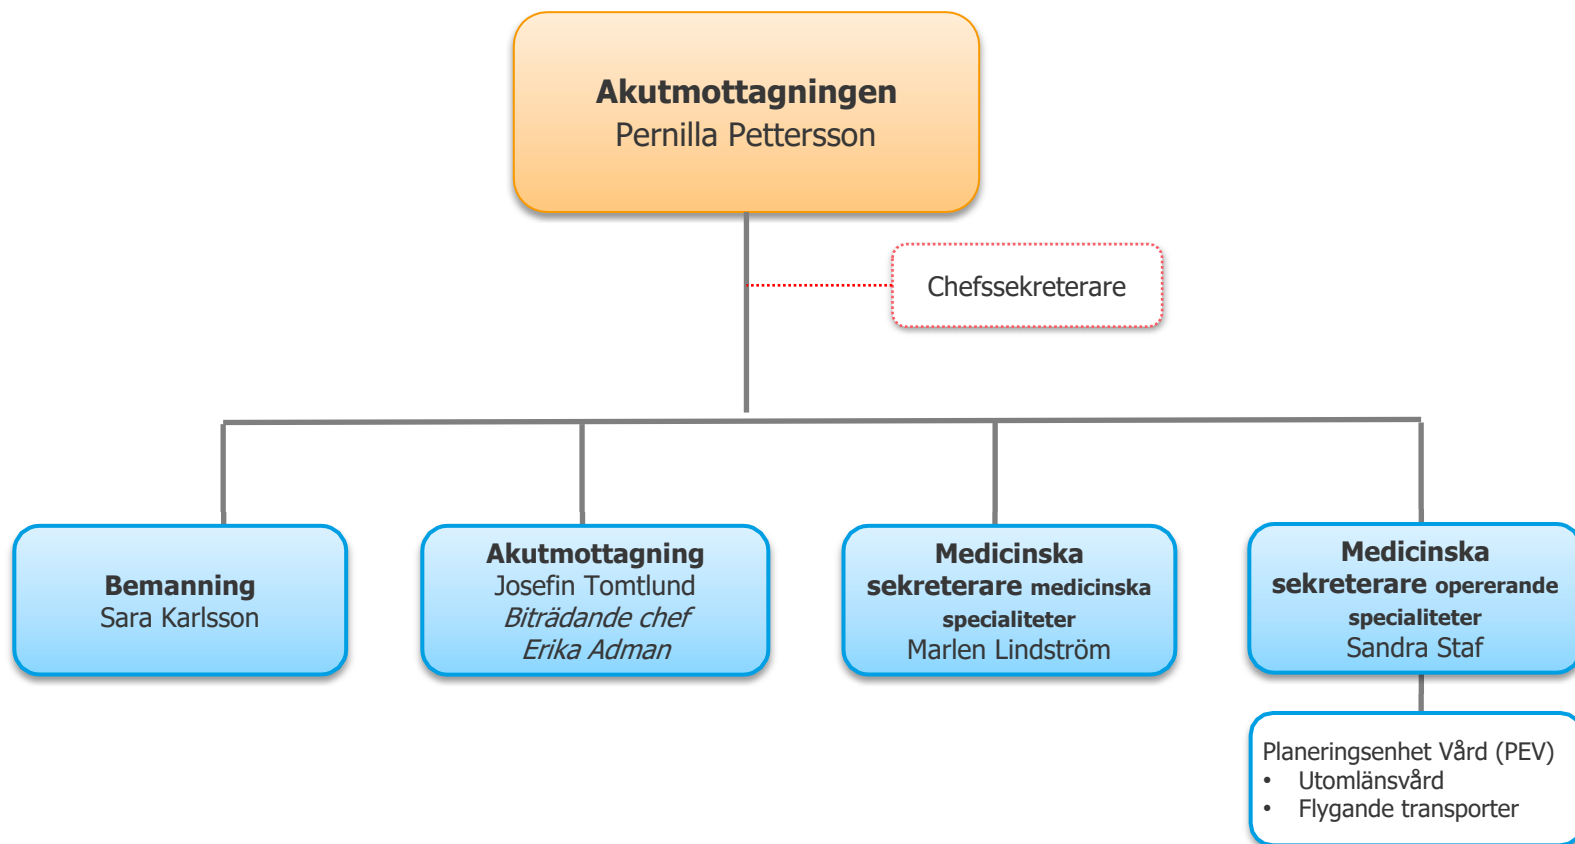 Akutmottagningen
Pernilla Pettersson
Chefssekreterare
Bemanning
Sara Karlsson
Akutmottagning
Josefin Tomtlund
Biträdande chef
Erika Adman
Medicinska
sekreterare medicinska
specialiteter
Marlen Lindström
Medicinska
sekreterare opererande
specialiteter
Sandra Staf
Planeringsenhet Vård (PEV)
• Utomlänsvård
• Flygande transporter